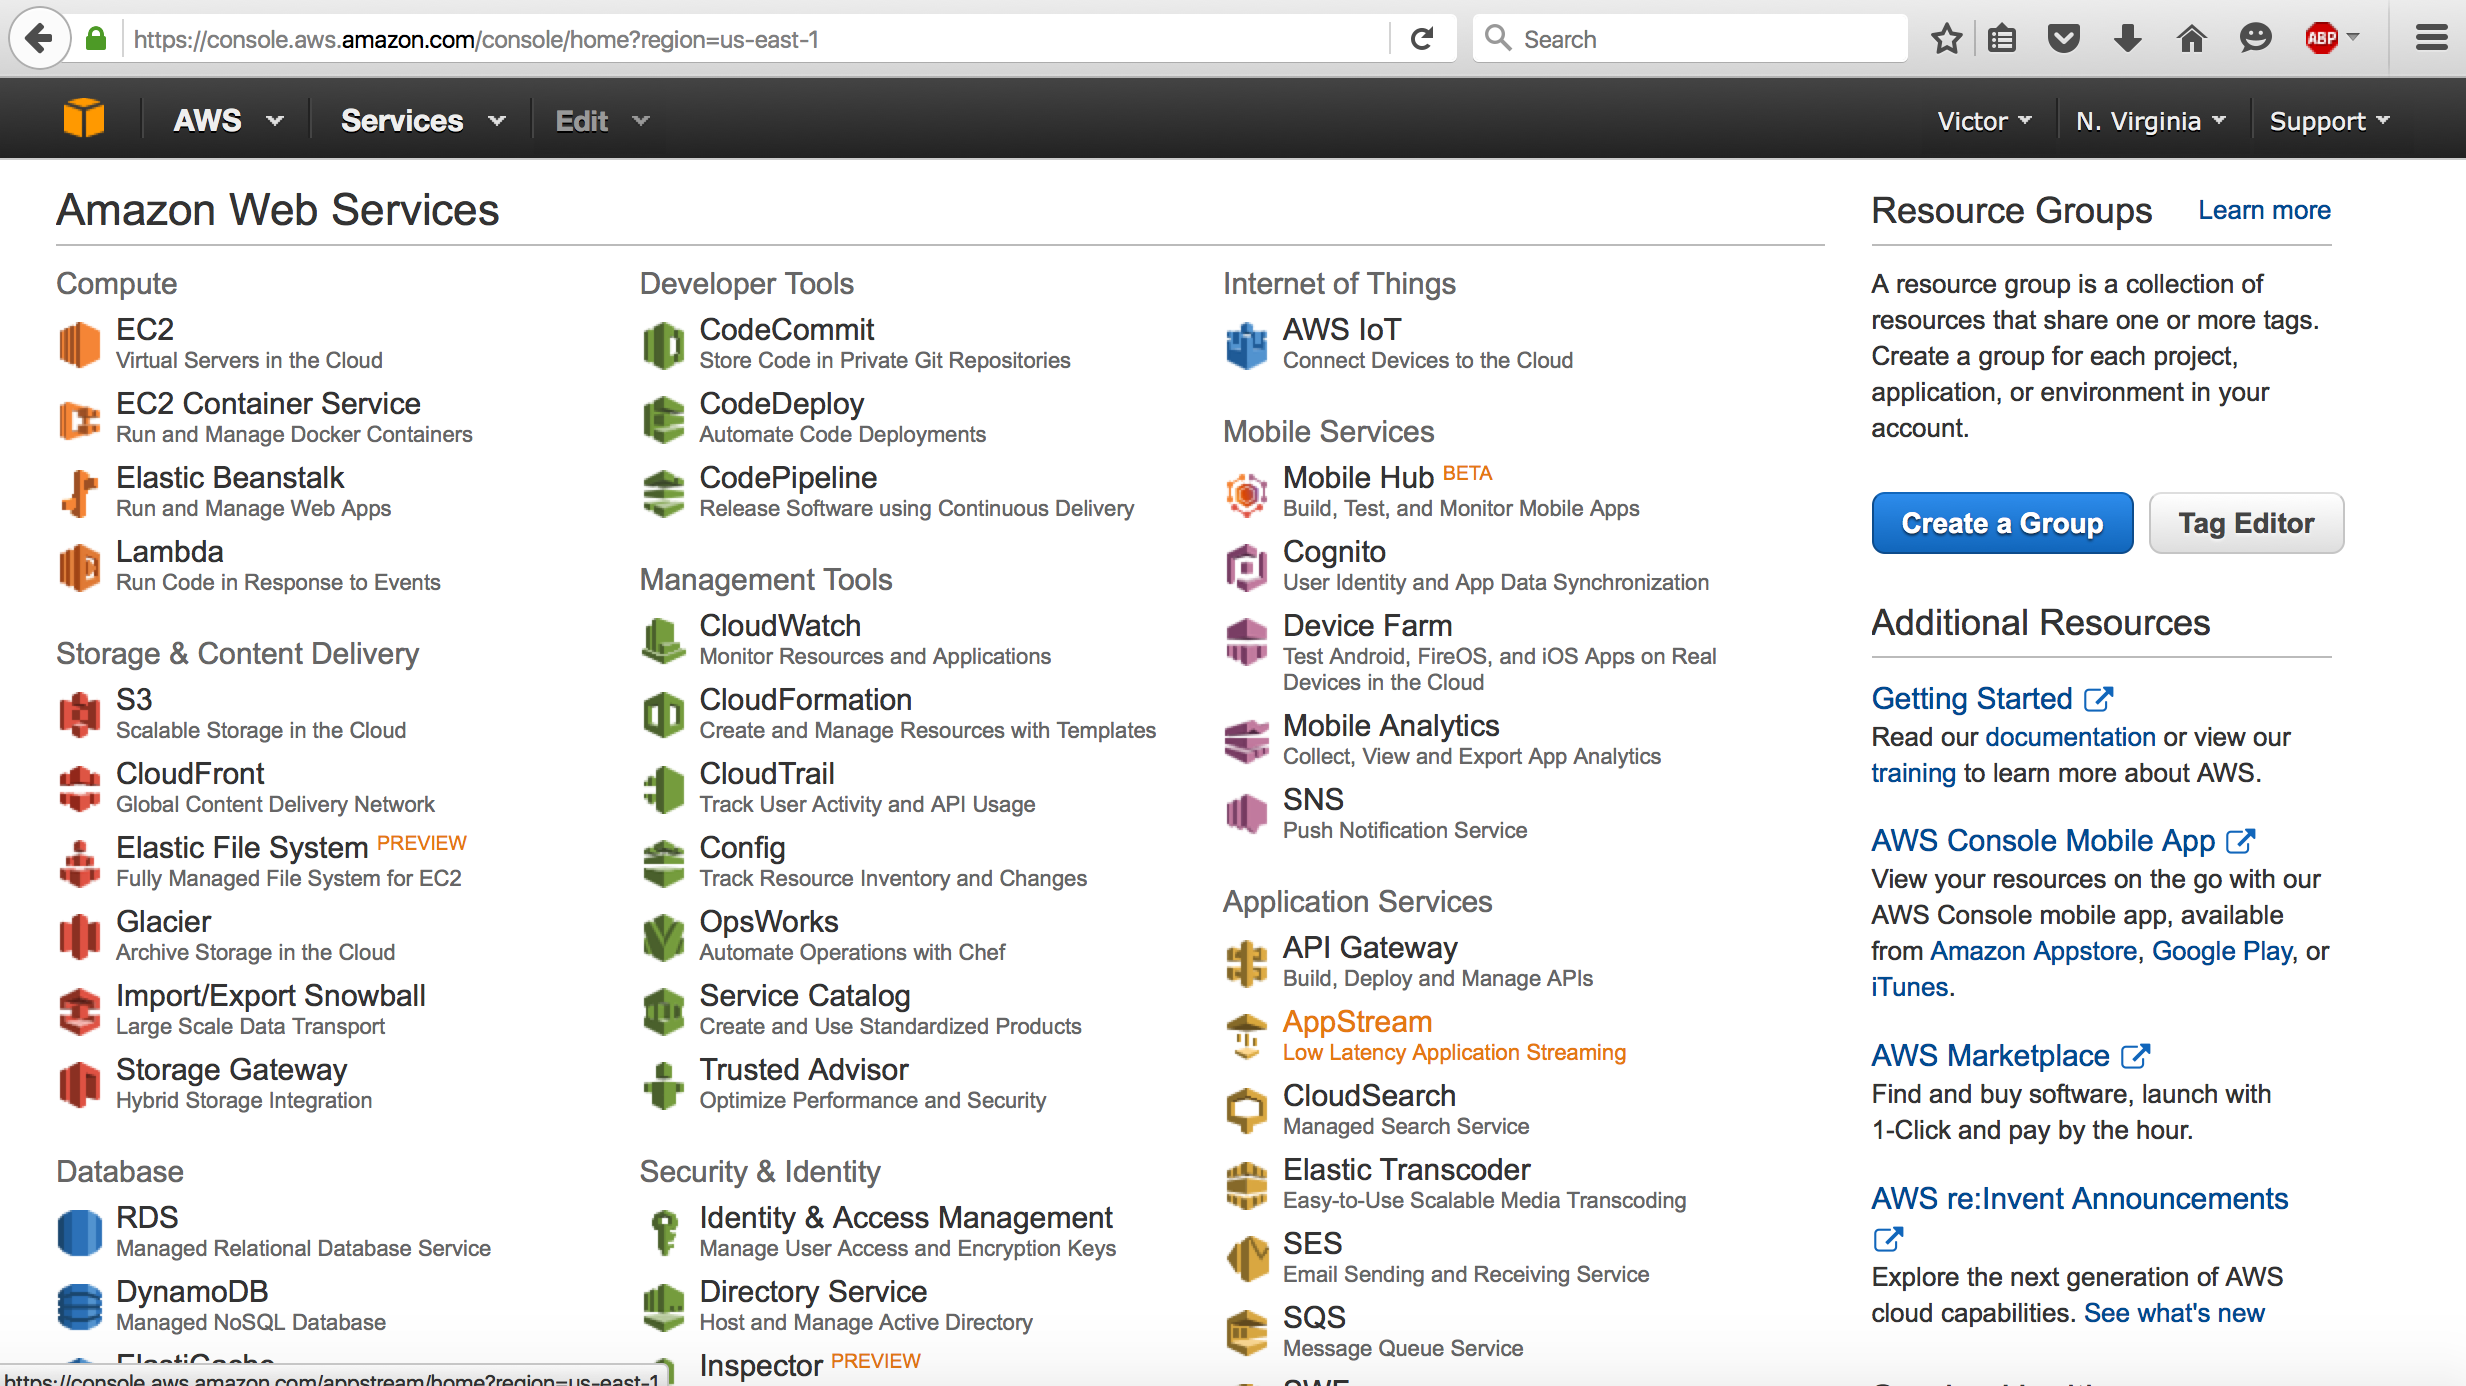 https://console.aws.amazon.com/console/home?region=us-east-1
Search
ABP
AWS
Services
Edit
Victor
N. Virginia
Support
Amazon Web Services
Compute
EC2
Virtual Servers in the Cloud
EC2 Container Service
Run and Manage Docker Containers
Elastic Beanstalk
Run and Manage Web Apps
Lambda
Run Code in Response to Events
Storage & Content Delivery
S3
Scalable Storage in the Cloud
CloudFront
Global Content Delivery Network
Elastic File System PREVIEW
Fully Managed File System for EC2
Glacier
Archive Storage in the Cloud
Import/Export Snowball
Large Scale Data Transport
Storage Gateway
Hybrid Storage Integration
Database
RDS
Managed Relational Database Service
DynamoDB
Managed NoSQL Database
ElastiCache
Developer Tools
CodeCommit
Store Code in Private Git Repositories
CodeDeploy
Automate Code Deployments
CodePipeline
Release Software using Continuous Delivery
Management Tools
CloudWatch
Monitor Resources and Applications
CloudFormation
Create and Manage Resources with Templates
CloudTrail
Track User Activity and API Usage
Config
Track Resource Inventory and Changes
OpsWorks
Automate Operations with Chef
Service Catalog
Create and Use Standardized Products
Trusted Advisor
Optimize Performance and Security
Security & Identity
Identity & Access Management
Manage User Access and Encryption Keys
Directory Service
Host and Manage Active Directory
Inspector PREVIEW
Internet of Things
AWS IoT
Connect Devices to the Cloud
Mobile Services
Mobile Hub BETA
Build, Test, and Monitor Mobile Apps
Cognito
User Identity and App Data Synchronization
Device Farm
Test Android, FireOS, and iOS Apps on Real
Devices in the Cloud
Mobile Analytics
Collect, View and Export App Analytics
SNS
Push Notification Service
Application Services
API Gateway
Build, Deploy and Manage APIs
AppStream
Low Latency Application Streaming
CloudSearch
Managed Search Service
Elastic Transcoder
Easy-to-Use Scalable Media Transcoding
SES
Email Sending and Receiving Service
SQS
Message Queue Service
SWF
Resource Groups
Learn more
A resource group is a collection of
resources that share one or more tags.
Create a group for each project,
application, or environment in your
account.
Create a Group
Tag Editor
Additional Resources
Getting Started
Read our documentation or view our
training to learn more about AWS.
AWS Console Mobile App
View your resources on the go with our
AWS Console mobile app, available
from Amazon Appstore, Google Play, or
iTunes.
AWS Marketplace
Find and buy software, launch with
1-Click and pay by the hour.
AWS re:Invent Announcements
Explore the next generation of AWS
cloud capabilities. See what's new
https://console.aws.amazon.com/appstream/home?region=us-east-1